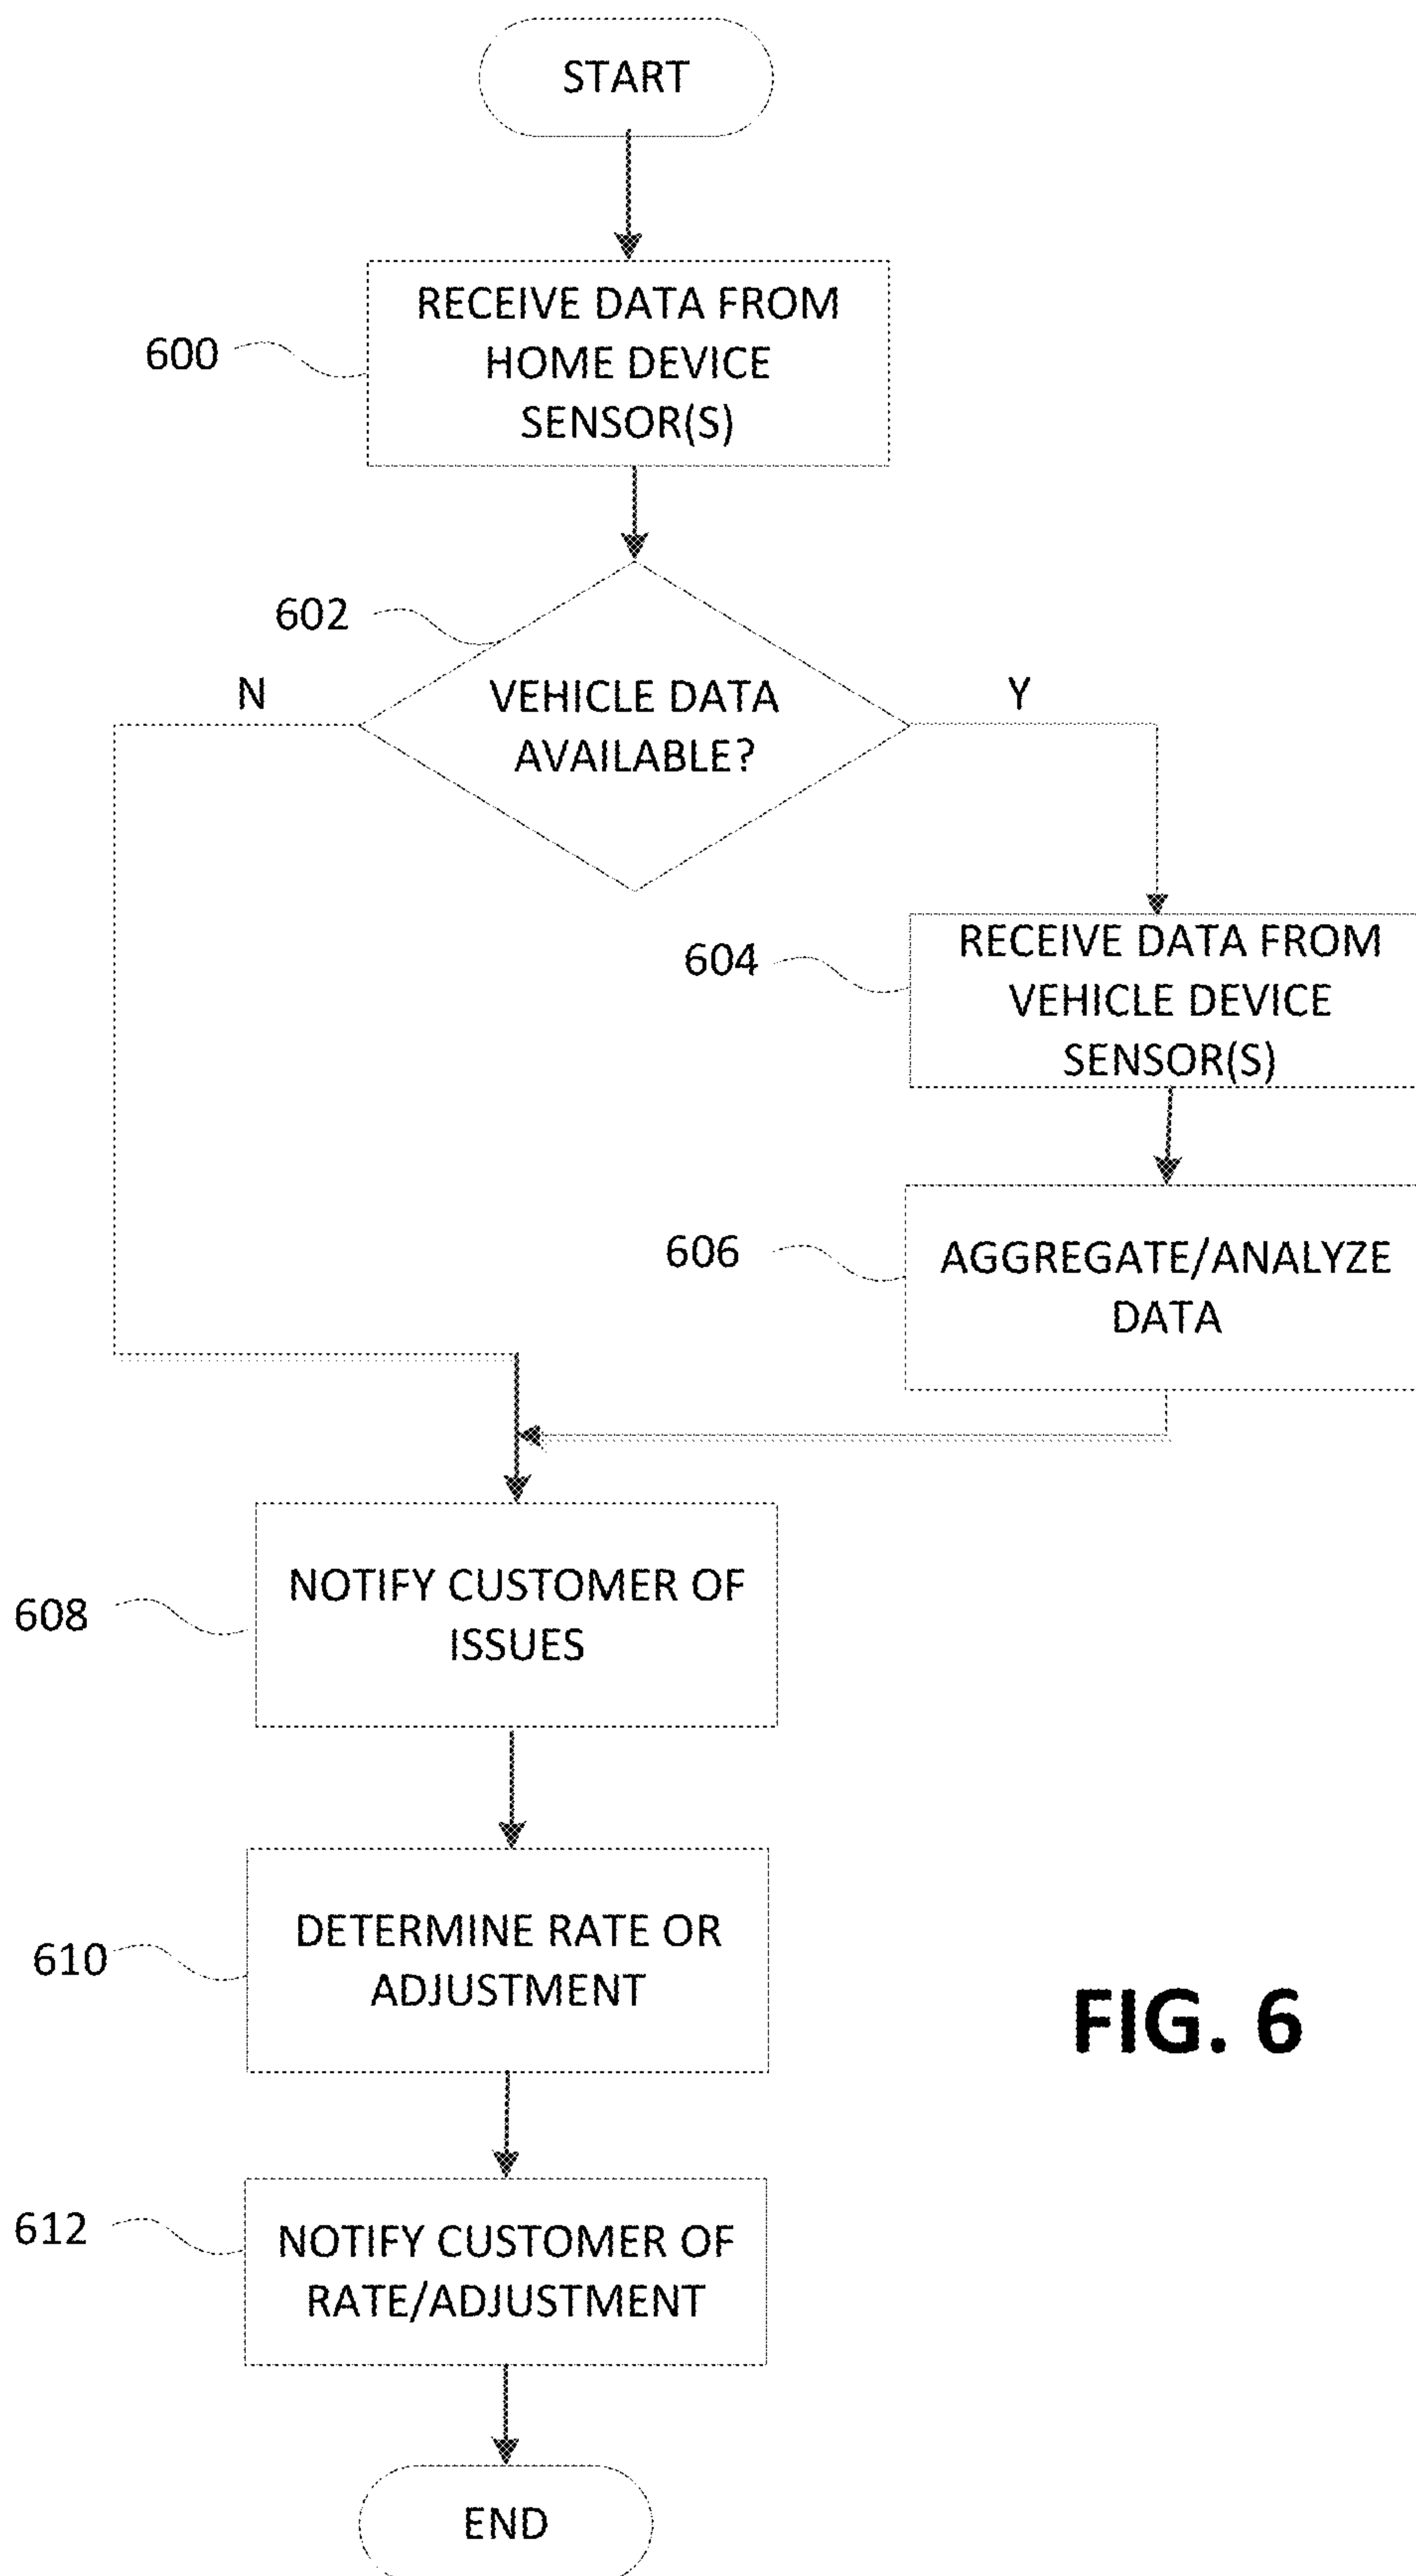 START
600
RECEIVE DATA FROM
HOME DEVICE
SENSOR(S)
602
N
VEHICLE DATA
AVAILABLE?
Y
604
RECEIVE DATA FROM
VEHICLE DEVICE
SENSOR(S)
606
AGGREGATE/ANALYZE
DATA
608
NOTIFY CUSTOMER OF
ISSUES
610
DETERMINE RATE OR
ADJUSTMENT
FIG. 6
612
NOTIFY CUSTOMER OF
RATE/ADJUSTMENT
END